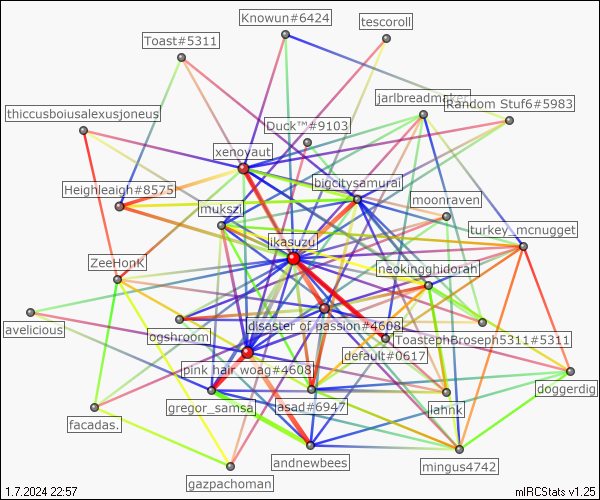 Knowun#6424
tescoroll
Toast#5311
jarlbreadmaker
Random Stuf6#5983
thiccusboiusalexusjoneus
Duck™#9103
xenovaut
bigcitysamurai
Heighleaigh#8575
moonraven
mukszi
turkey_mcnugget
ikasuzu
ZeeHonk
neokingghidorah
avelicious
ogshroom
disaster of passion#4608
ToastephBroseph5311#5311
default#0617
pink hair woag#4608
doggerdig
gregor_samsa
asad#6947
lahnk
facadas.
andnewbees
mingus4742
gazpachoman
1.7.2024 22:57
mIRCStats v1.25